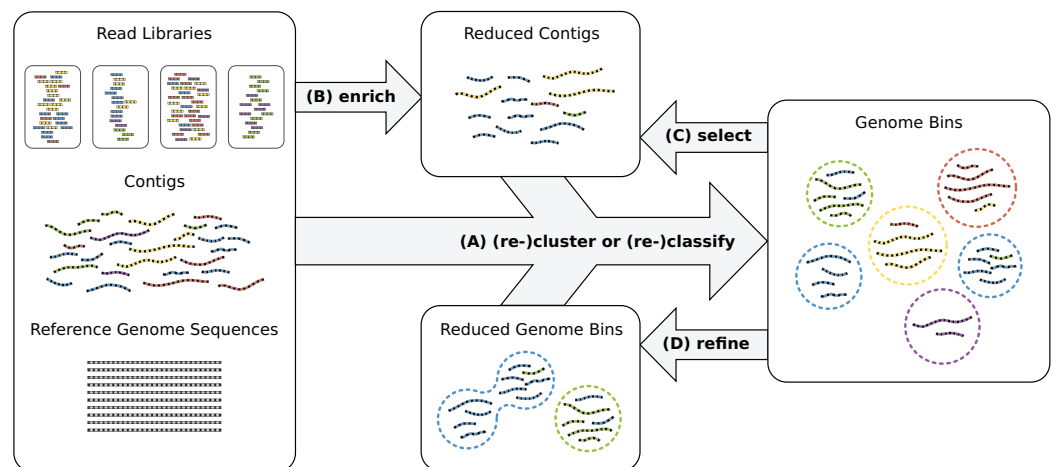 Read Libraries
Contigs
Reference Genome Sequences
(B) enrich
Reduced Contigs
(C) select
(A) (re-)cluster or (re-)classify
Reduced Genome Bins
(D) refine
Genome Bins